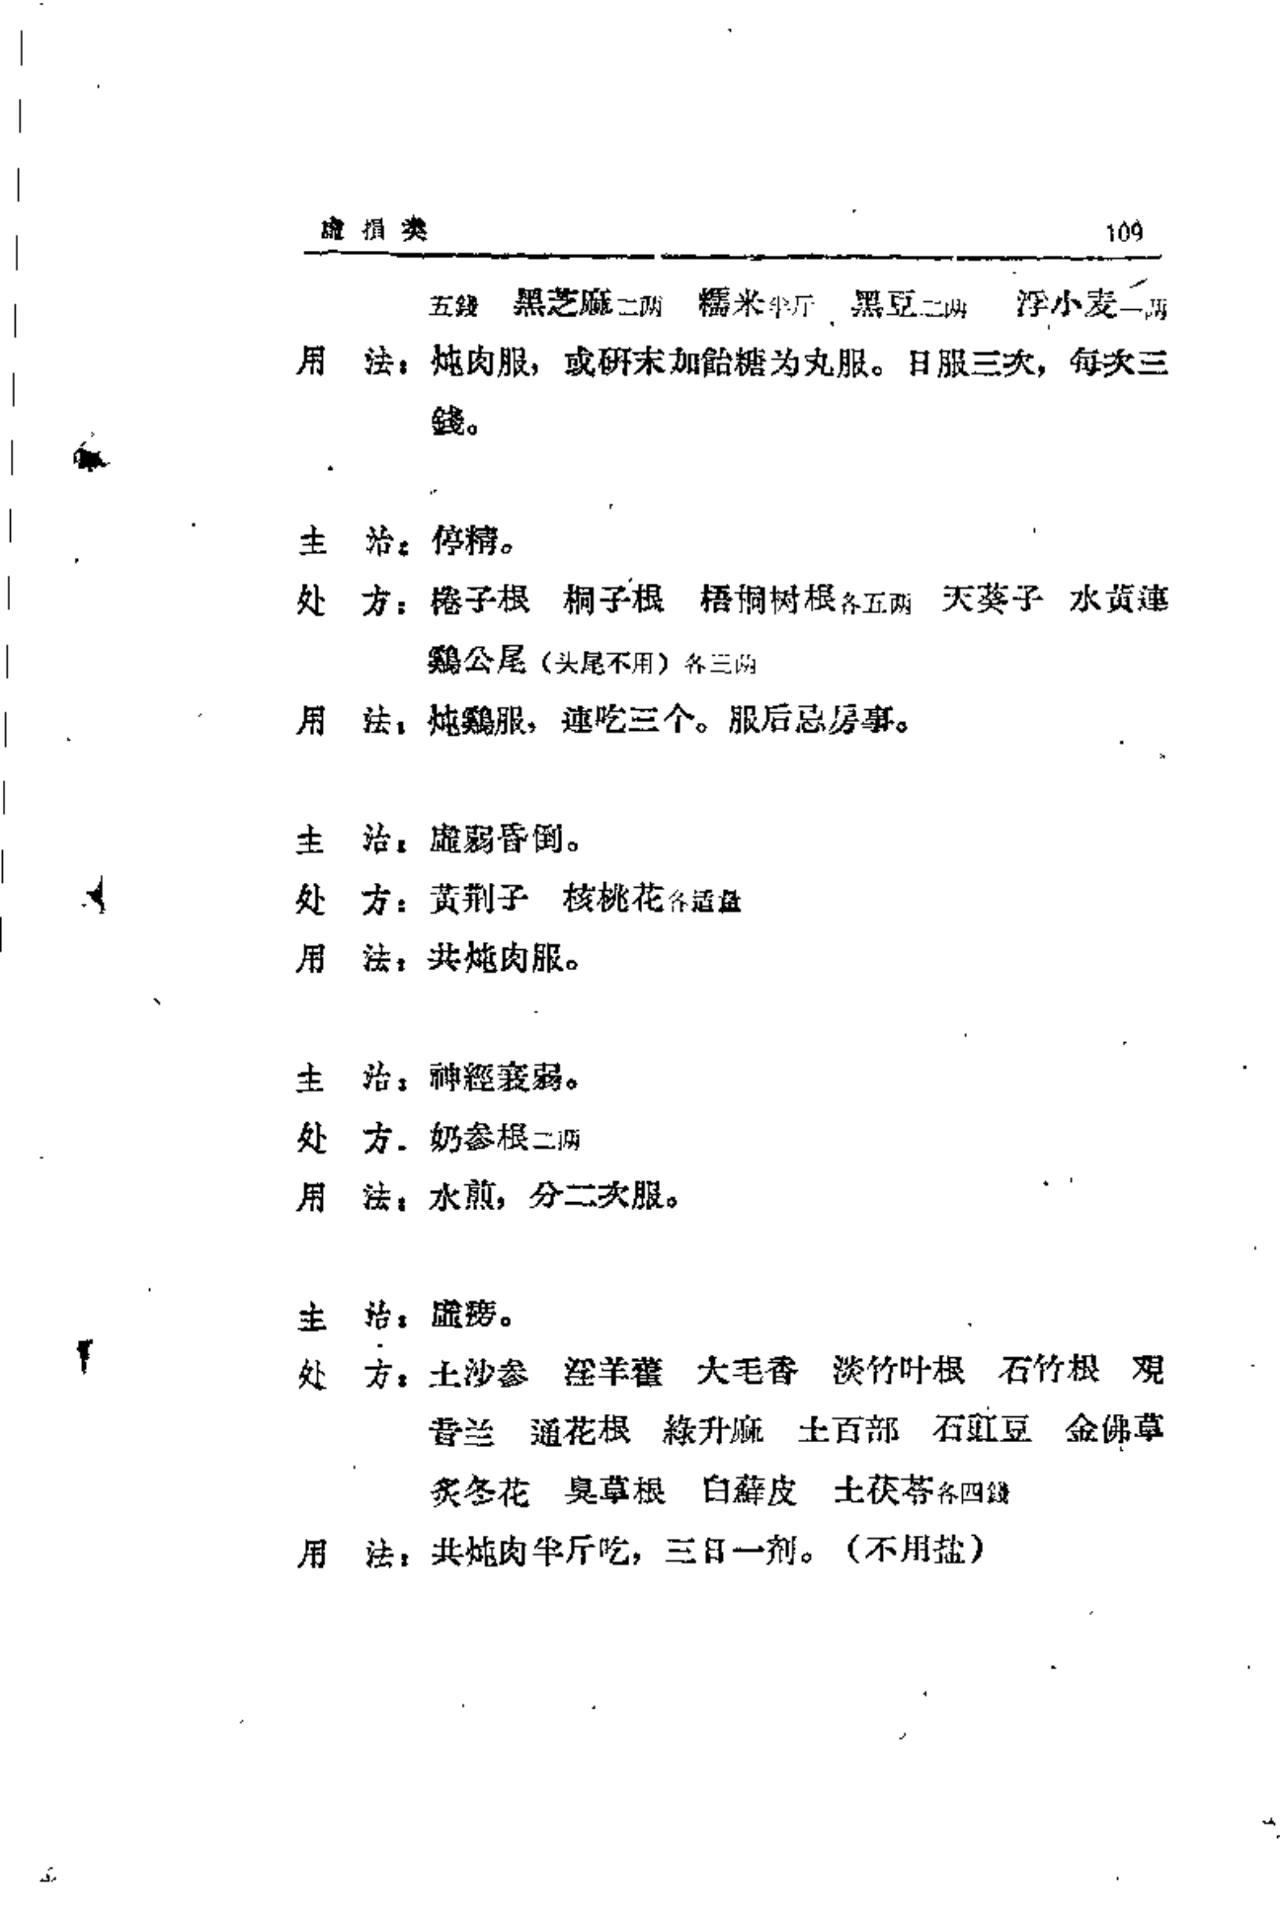 虛损类 109
五錢 黑芝麻二两 糯米半斤 黑豆二两 浮小麦一两
用 法：炖肉服，或研末加飴糖为丸服。日服三次，每次三
錢。
主 治：停精。
处 方：棬子根 桐子根 梧桐树根各五两 天葵子 水黄連
鷄公尾（头尾不用）各三两
用 法：炖鷄服，連吃三个。服后忌房事。
主 治：虛弱昏倒。
处 方：黃荆子 核桃花各适量
用 法：共炖肉服。
主 治：神經衰弱。
处 方：奶参根二两
用 法：水煎，分二次服。
主 治：虛痨。
处 方：土沙参 淫羊藿 大毛香 淡竹叶根 石竹根 观
音兰 通花根 綠升麻 土百部 石豇豆 金佛草
炙冬花 臭草根 白蘚皮 土茯苓各四錢
用 法：共炖肉半斤吃，三日一剂。（不用盐）